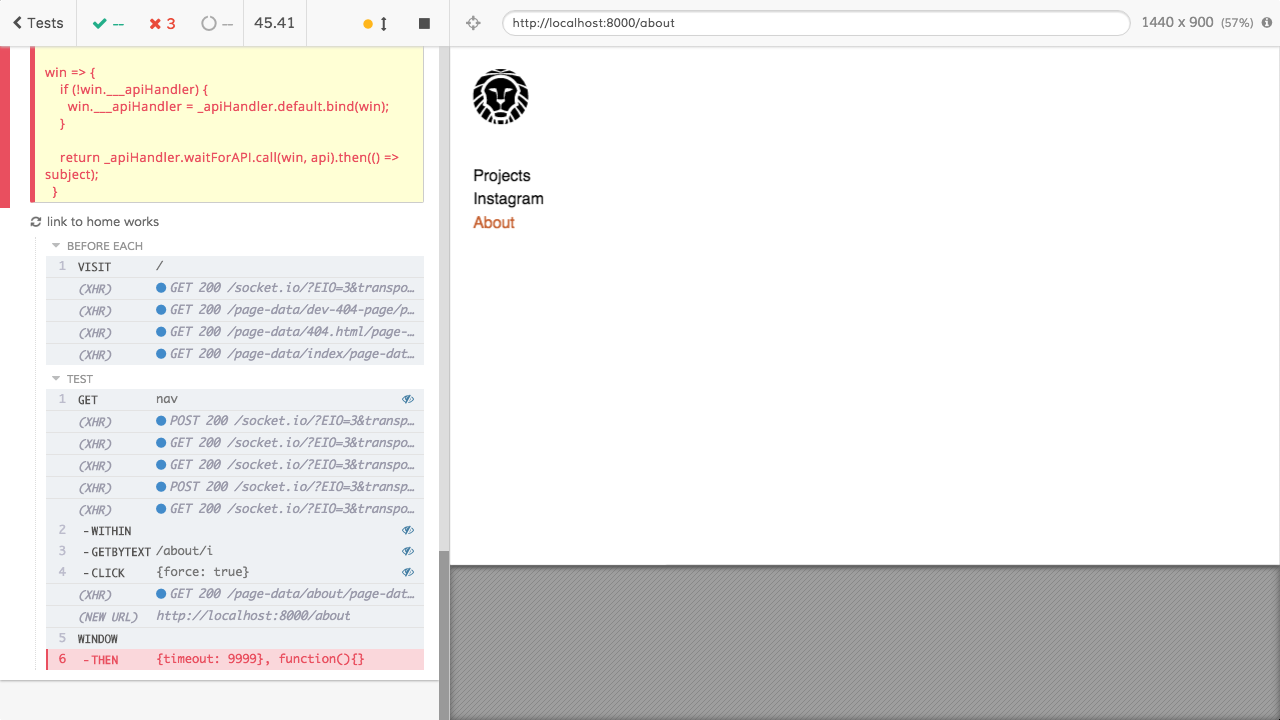 Tests
--
3
--
45.41
http://localhost:8000/about
1440 x 900 (57%)
win => {
if (!win.___apiHandler) {
win.___apiHandler = _apiHandler.default.bind(win);
}
return _apiHandler.waitForAPI.call(win, api).then(() =>
subject);
}
link to home works
BEFORE EACH
1 VISIT /
(XHR) GET 200 /socket.io/?EIO=3&transpo…
(XHR) GET 200 /page-data/dev-404-page/p…
(XHR) GET 200 /page-data/404.html/page-…
(XHR) GET 200 /page-data/index/page-dat…
TEST
1 GET nav
(XHR) POST 200 /socket.io/?EIO=3&transp…
(XHR) GET 200 /socket.io/?EIO=3&transpo…
(XHR) GET 200 /socket.io/?EIO=3&transpo…
(XHR) POST 200 /socket.io/?EIO=3&transp…
(XHR) GET 200 /socket.io/?EIO=3&transpo…
2 -WITHIN
3 -GETBYTEXT /about/i
4 -CLICK {force: true}
(XHR) GET 200 /page-data/about/page-dat…
(NEW URL) http://localhost:8000/about
5 WINDOW
6 -THEN {timeout: 9999}, function(){}
Projects
Instagram
About